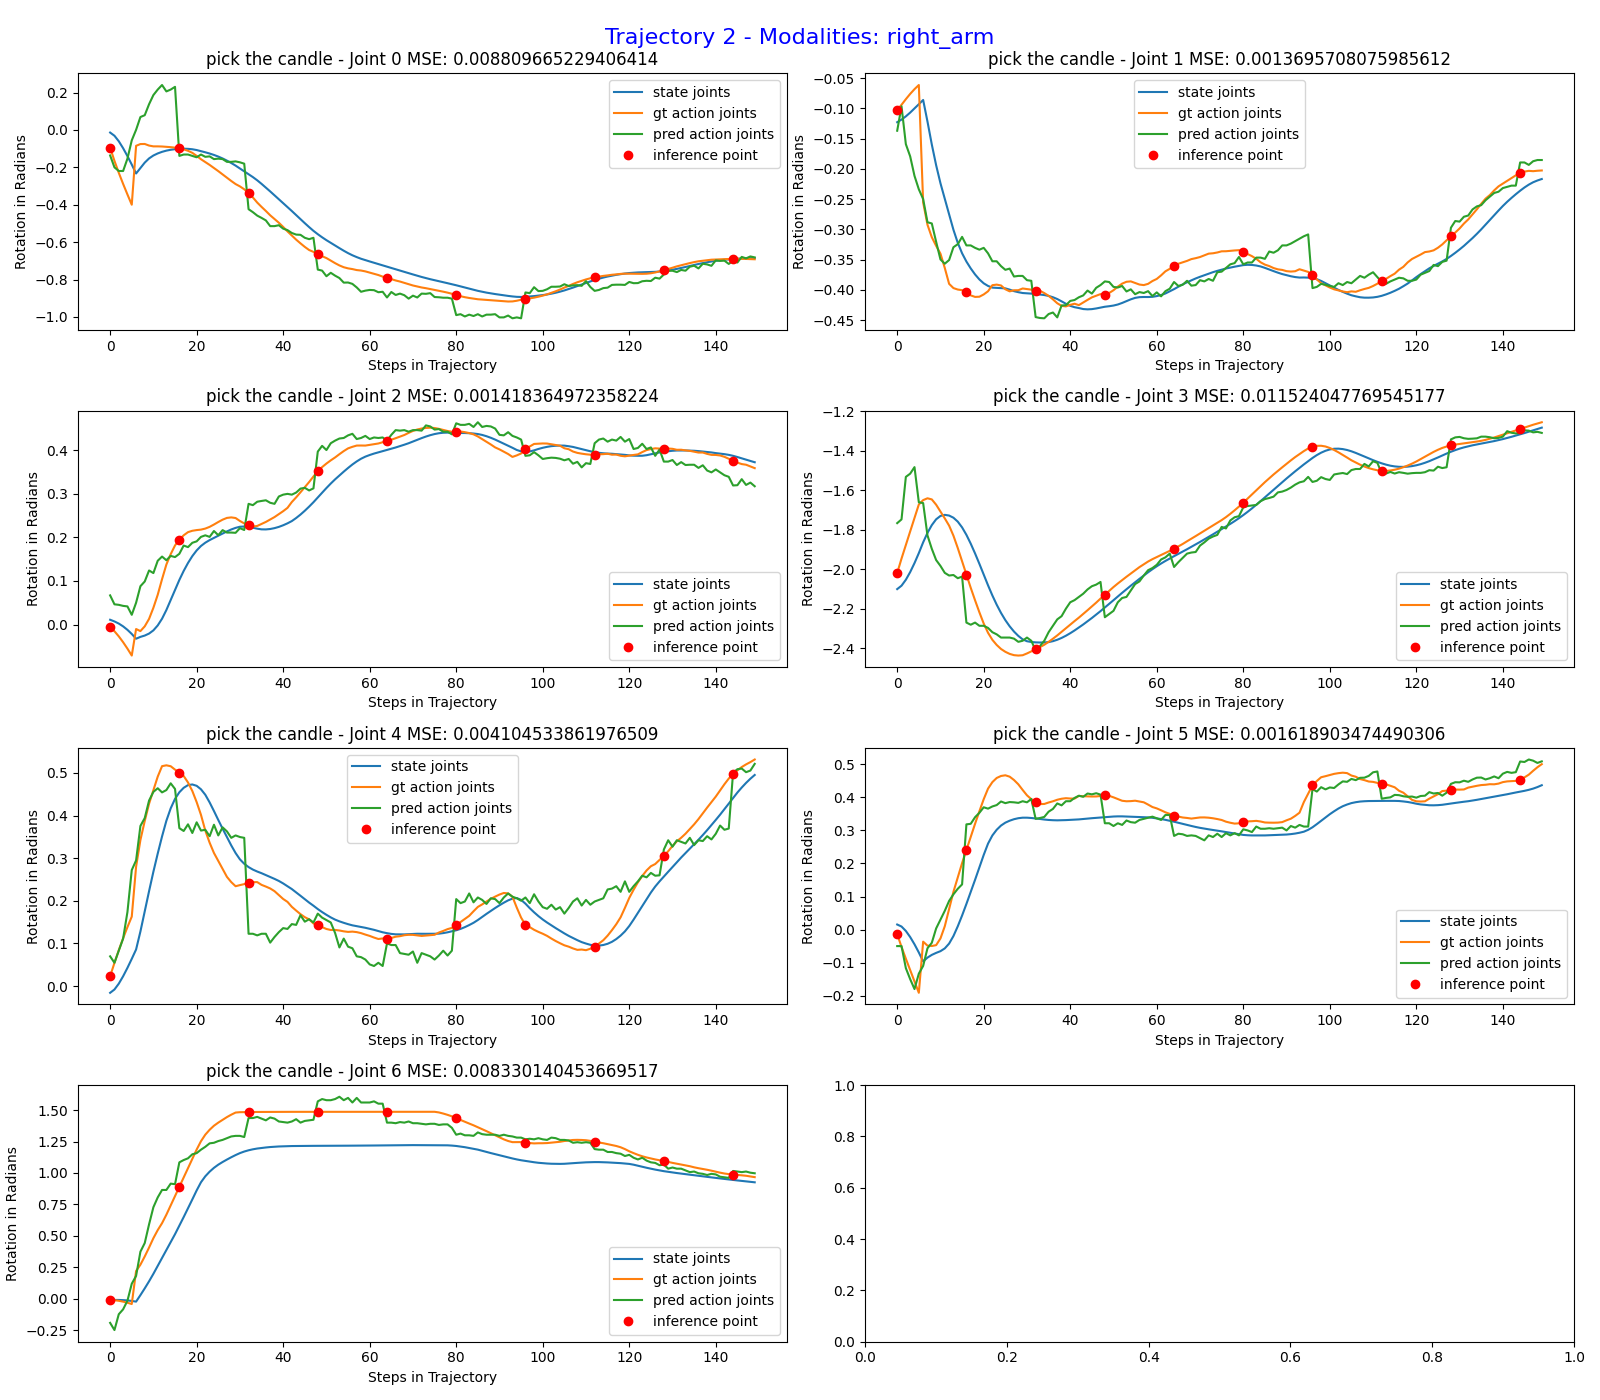 Trajectory 2 - Modalities: right_arm
pick the candle - Joint 0 MSE: 0.008809665229406414
Rotation in Radians
0.2
0.0
−0.2
−0.4
−0.6
−0.8
−1.0
state joints
gt action joints
pred action joints
inference point
0 20 40 60 80 100 120 140
Steps in Trajectory
pick the candle - Joint 1 MSE: 0.0013695708075985612
Rotation in Radians
−0.05
−0.10
−0.15
−0.20
−0.25
−0.30
−0.35
−0.40
−0.45
state joints
gt action joints
pred action joints
inference point
0 20 40 60 80 100 120 140
Steps in Trajectory
pick the candle - Joint 2 MSE: 0.001418364972358224
Rotation in Radians
0.4
0.3
0.2
0.1
0.0
state joints
gt action joints
pred action joints
inference point
0 20 40 60 80 100 120 140
Steps in Trajectory
pick the candle - Joint 3 MSE: 0.011524047769545177
Rotation in Radians
−1.2
−1.4
−1.6
−1.8
−2.0
−2.2
−2.4
state joints
gt action joints
pred action joints
inference point
0 20 40 60 80 100 120 140
Steps in Trajectory
pick the candle - Joint 4 MSE: 0.004104533861976509
Rotation in Radians
0.5
0.4
0.3
0.2
0.1
0.0
state joints
gt action joints
pred action joints
inference point
0 20 40 60 80 100 120 140
Steps in Trajectory
pick the candle - Joint 5 MSE: 0.001618903474490306
Rotation in Radians
0.5
0.4
0.3
0.2
0.1
0.0
−0.1
−0.2
state joints
gt action joints
pred action joints
inference point
0 20 40 60 80 100 120 140
Steps in Trajectory
pick the candle - Joint 6 MSE: 0.008330140453669517
Rotation in Radians
1.50
1.25
1.00
0.75
0.50
0.25
0.00
−0.25
state joints
gt action joints
pred action joints
inference point
0 20 40 60 80 100 120 140
Steps in Trajectory
1.0
0.8
0.6
0.4
0.2
0.0
0.0 0.2 0.4 0.6 0.8 1.0